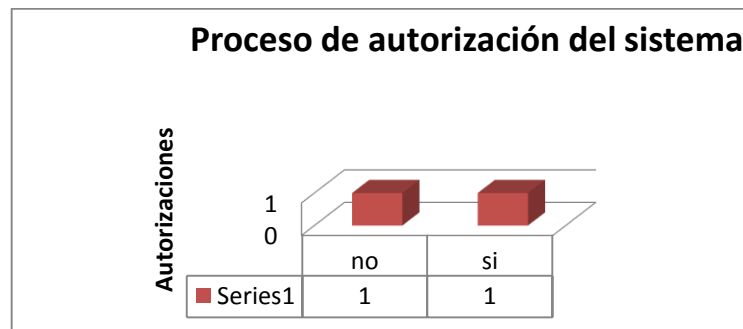 Proceso de autorización del sistema
Autorizaciones
1
0
no si
Series1 1 1